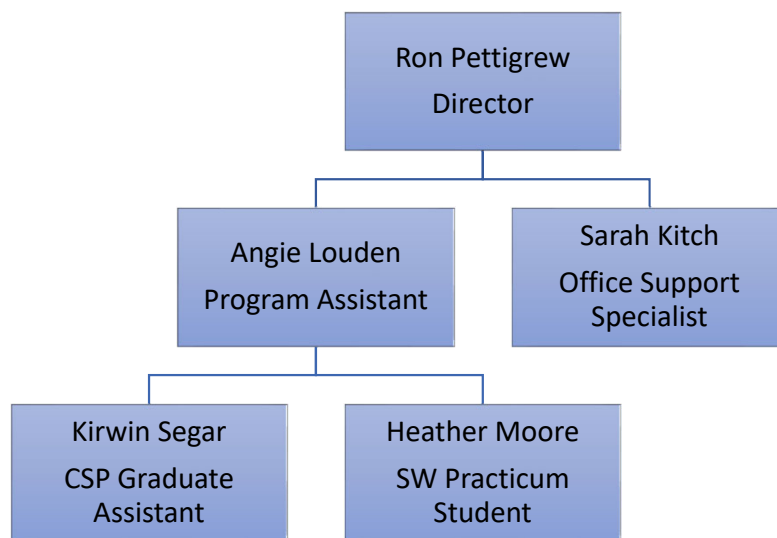 Ron Pettigrew
Director
Angie Louden
Program Assistant
Sarah Kitch
Office Support
Specialist
Kirwin Segar
CSP Graduate
Assistant
Heather Moore
SW Practicum
Student